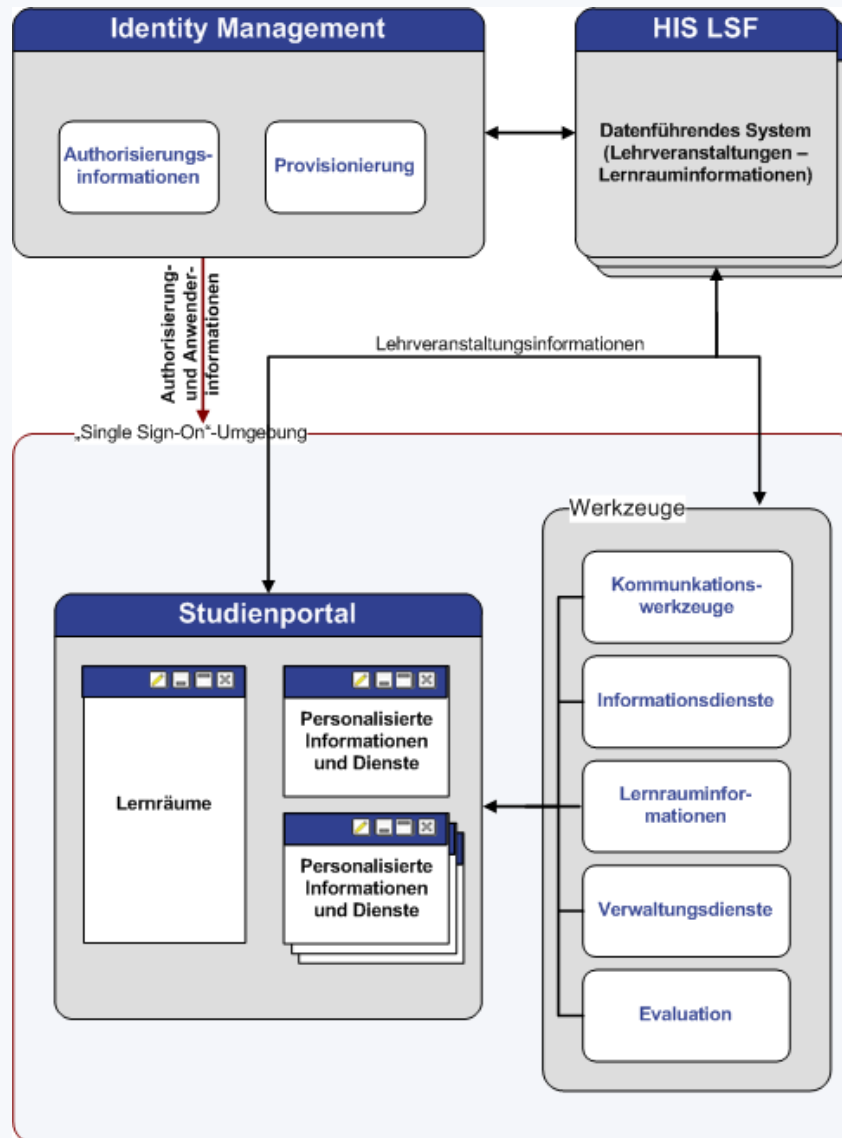 Identity Management
HIS LSF
Authorisierungs-
informationen
Provisionierung
Datenführendes System
(Lehrveranstaltungen –
Lernrauminformationen)
Authorisierung-
und Anwender-
informationen
Lehrveranstaltungsinformationen
„Single Sign-On“-Umgebung
Werkzeuge
Kommunkations-
werkzeuge
Informationsdienste
Lernrauminfor-
mationen
Verwaltungsdienste
Evaluation
Studienportal
Lernräume
Personalisierte
Informationen
und Dienste
Personalisierte
Informationen
und Dienste